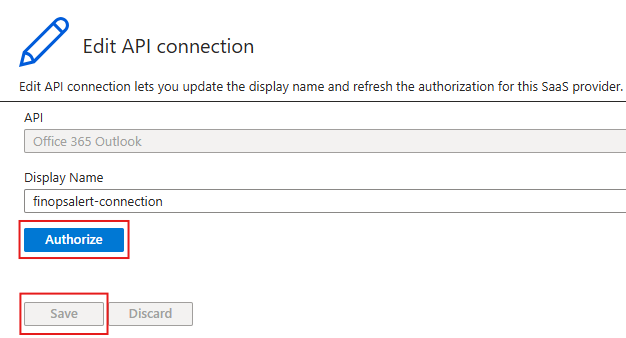 Edit API connection
Edit API connection lets you update the display name and refresh the authorization for this SaaS provider.
API
Office 365 Outlook
Display Name
finopsalert-connection
Authorize
Save Discard